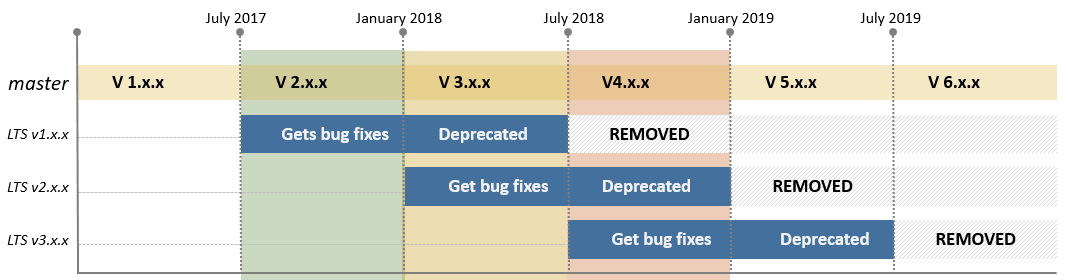 July 2017 January 2018 July 2018 January 2019 July 2019
master V 1.x.x V 2.x.x V 3.x.x V4.x.x V 5.x.x V 6.x.x
LTS v1.x.x Gets bug fixes Deprecated REMOVED
LTS v2.x.x Get bug fixes Deprecated REMOVED
LTS v3.x.x Get bug fixes Deprecated REMOVED